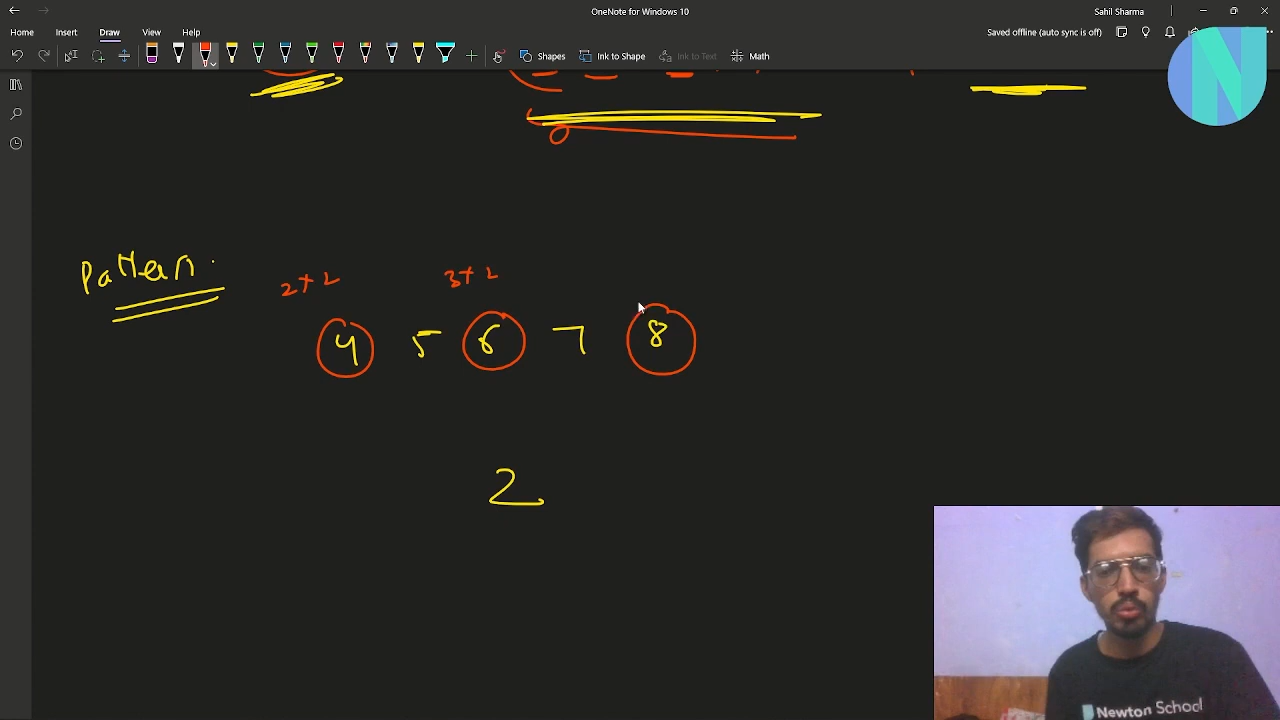 OneNote for Windows 10
Sahil Sharma
Home Insert Draw View Help
Saved offline (auto sync is off)
Shapes Ink to Shape Ink to Text Math
Pattern.
2 × 2 3 × 2
4 5 6 7 8
2
Newton School